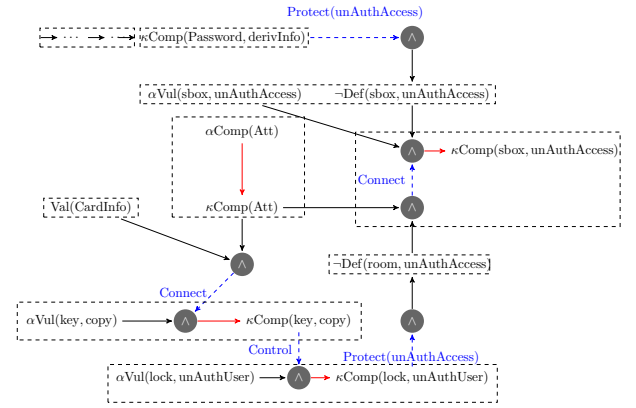 Protect(unAuthAccess)
... · ... κComp(Password, derivInfo) ∧
αVul(sbox, unAuthAccess) ¬Def(sbox, unAuthAccess)
αComp(Att)
∧ κComp(sbox, unAuthAccess)
Connect
Val(CardInfo) κComp(Att) ∧
∧ ¬Def(room, unAuthAccess)
Connect
αVul(key, copy) ∧ κComp(key, copy) ∧
Control Protect(unAuthAccess)
αVul(lock, unAuthUser) ∧ κComp(lock, unAuthUser)